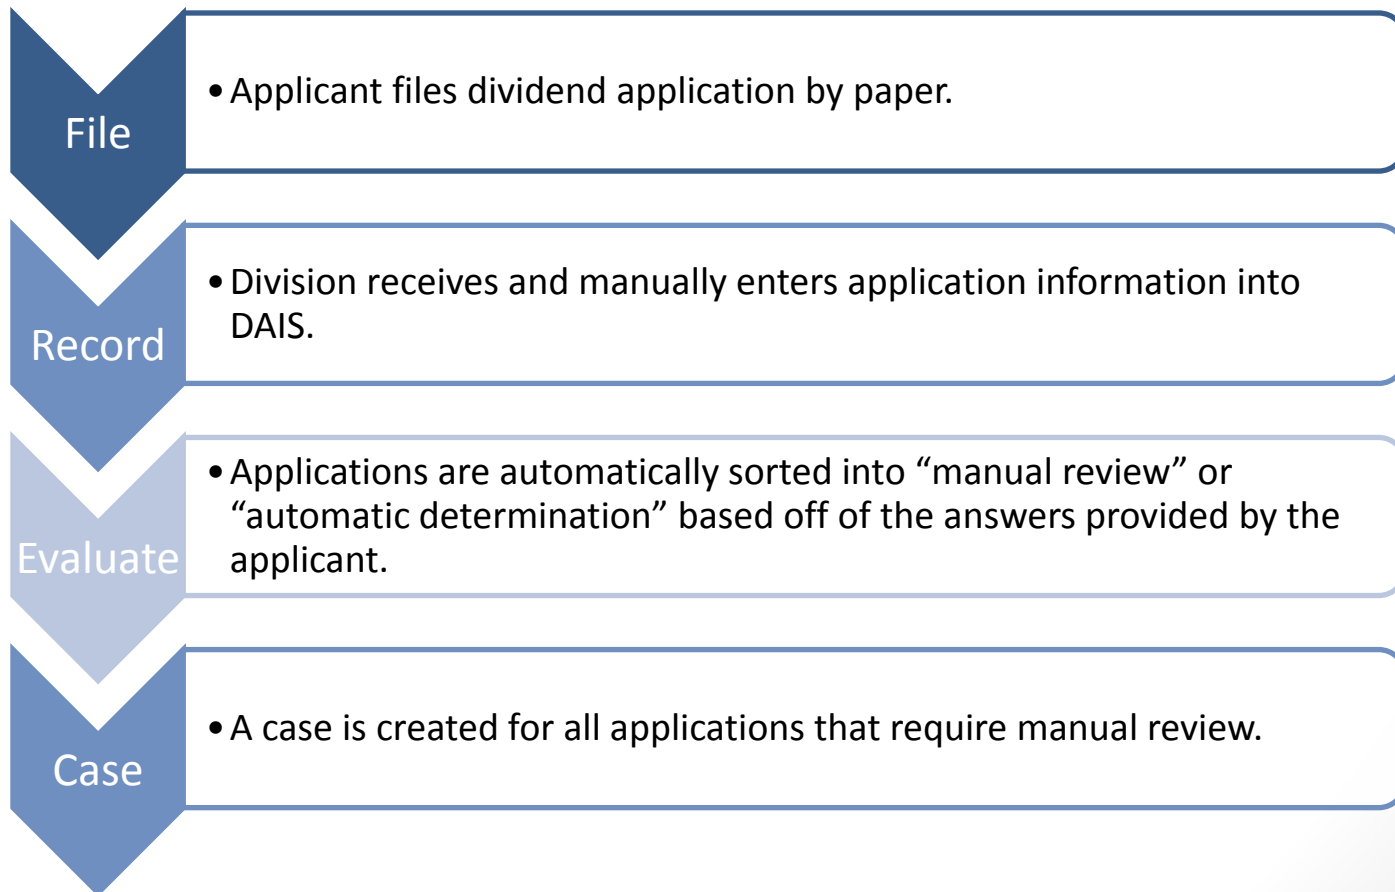 File
• Applicant files dividend application by paper.
Record
• Division receives and manually enters application information into
DAIS.
Evaluate
• Applications are automatically sorted into “manual review” or
“automatic determination” based off of the answers provided by the
applicant.
Case
• A case is created for all applications that require manual review.